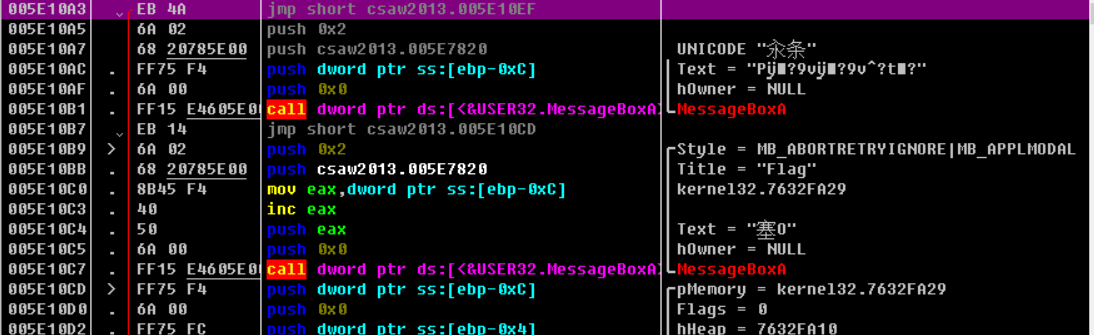 005E10A3 EB 4A jmp short csaw2013.005E10EF
005E10A5 6A 02 push 0x2
005E10A7 68 20785E00 push csaw2013.005E7820 UNICODE "汆条"
005E10AC . FF75 F4 push dword ptr ss:[ebp-0xC] Text =
005E10AF . 6A 00 push 0x0 hOwner = NULL
005E10B1 . FF15 E4605E00 call dword ptr ds:[<&USER32.MessageBoxA> MessageBoxA
005E10B7 EB 14 jmp short csaw2013.005E10CD
005E10B9 > 6A 02 push 0x2 Style = MB_ABORTRETRYIGNORE|MB_APPLMODAL
005E10BB . 68 20785E00 push csaw2013.005E7820 Title = "Flag"
005E10C0 . 8B45 F4 mov eax,dword ptr ss:[ebp-0xC] kernel32.7632FA29
005E10C3 . 40 inc eax
005E10C4 . 50 push eax Text = "塞O"
005E10C5 . 6A 00 push 0x0 hOwner = NULL
005E10C7 . FF15 E4605E00 call dword ptr ds:[<&USER32.MessageBoxA> MessageBoxA
005E10CD > FF75 F4 push dword ptr ss:[ebp-0xC] pMemory = kernel32.7632FA29
005E10D0 . 6A 00 push 0x0 Flags = 0
005E10D2 . FF75 FC push dword ptr ss:[ebp-0x4] hHeap = 7632FA10